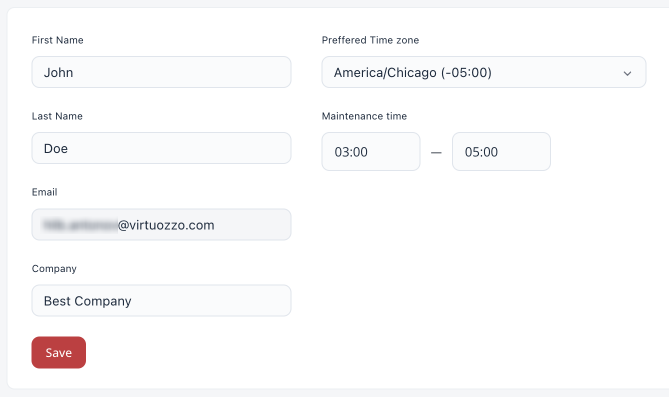 First Name
John
Last Name
Doe
Email
@virtuozzo.com
Company
Best Company
Save
Preffered Time zone
America/Chicago (-05:00)
Maintenance time
03:00 — 05:00